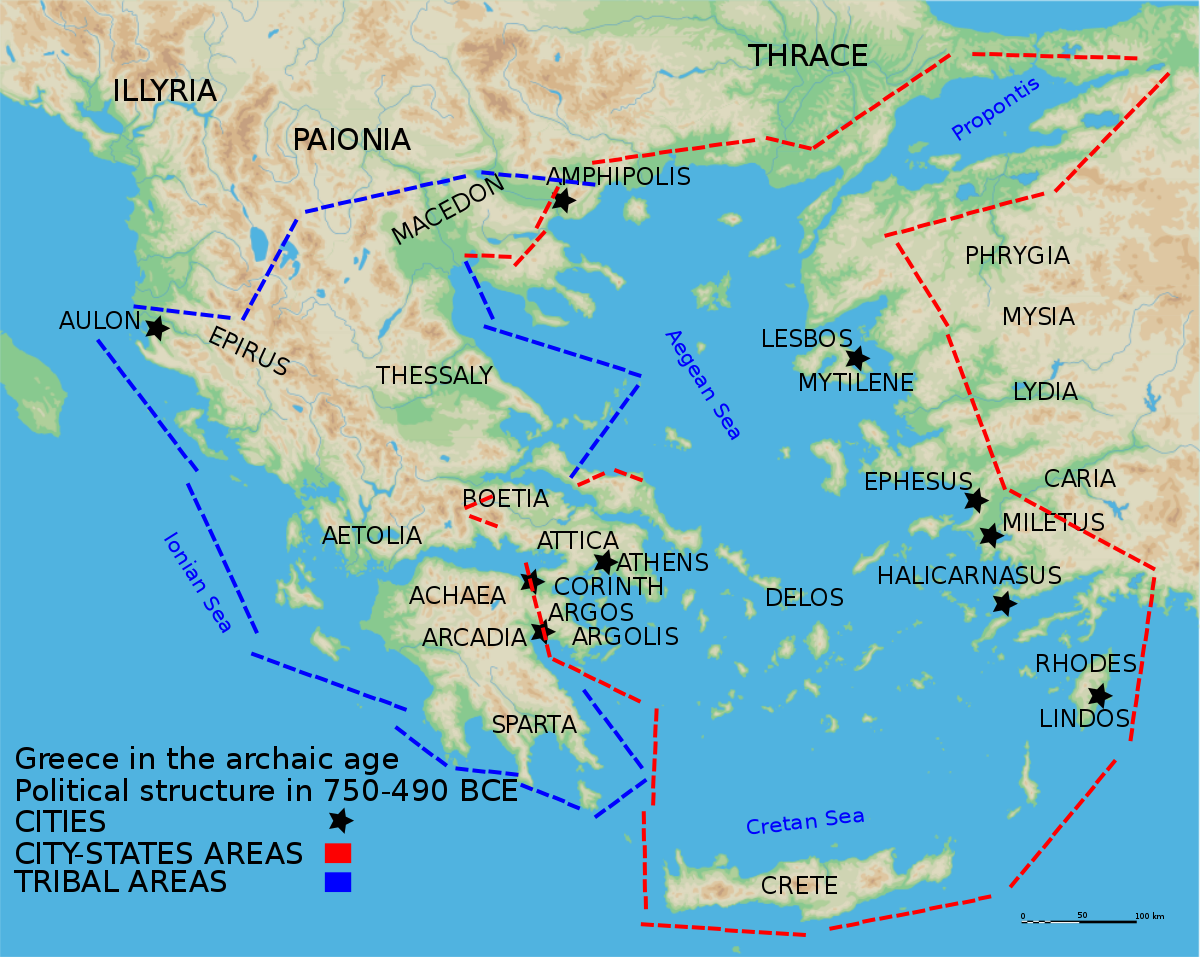 THRACE
ILLYRIA
Propontis
PAIONIA
AMPHIPOLIS
MACEDON
PHRYGIA
AULON
EPIRUS
MYSIA
LESBOS
Aegean Sea
THESSALY
MYTILENE
LYDIA
EPHESUS
CARIA
BOETIA
MILETUS
AETOLIA
ATTICA
ATHENS
Ionian Sea
HALICARNASUS
CORINTH
ACHAEA
DELOS
ARGOS
ARCADIA
ARGOLIS
RHODES
SPARTA
LINDOS
Greece in the archaic age
Political structure in 750-490 BCE
CITIES
Cretan Sea
CITY-STATES AREAS
TRIBAL AREAS
CRETE
0 50 100 km